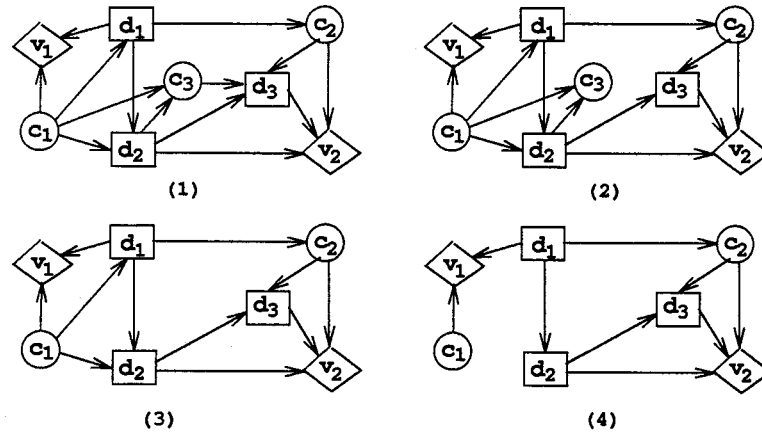 d1 c2
v1
c3 d3
c1
d2 v2
(1)
d1 c2
v1
c3 d3
c1
d2 v2
(2)
d1 c2
v1
d3
c1
d2 v2
(3)
d1 c2
v1
d3
c1
d2 v2
(4)